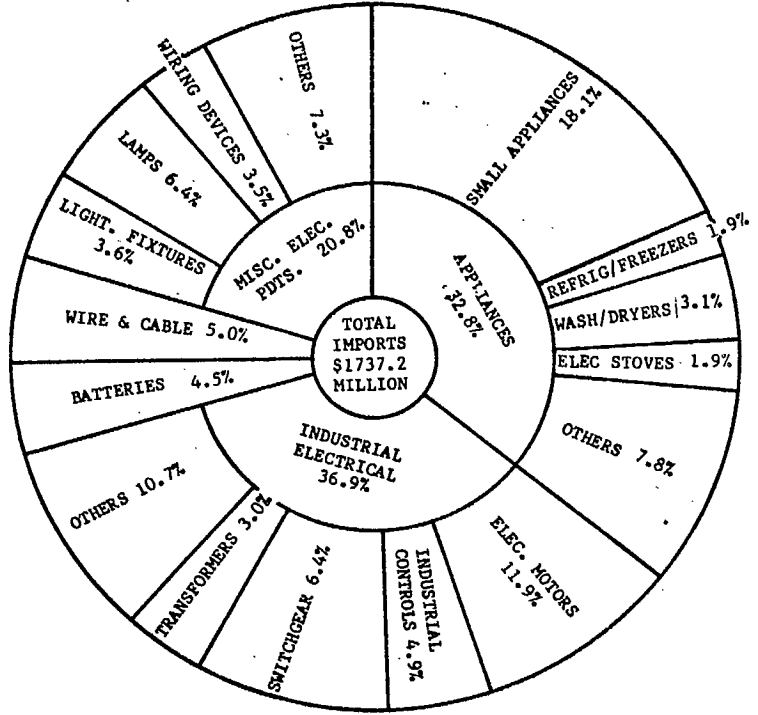 TOTAL
IMPORTS
$1737.2
MILLION
APPLIANCES
32.8%
SMALL APPLIANCES
18.1%
REFRIG/FREEZERS 1.9%
WASH/DRYERS 3.1%
ELEC STOVES 1.9%
OTHERS 7.8%
INDUSTRIAL
ELECTRICAL
36.9%
ELEC. MOTORS
11.9%
INDUSTRIAL
CONTROLS 4.9%
SWITCHGEAR 6.4%
TRANSFORMERS 3.0%
OTHERS 10.7%
BATTERIES 4.5%
WIRE & CABLE 5.0%
MISC. ELEC.
PDTS. 20.8%
LIGHT. FIXTURES
3.6%
LAMPS 6.4%
WIRING DEVICES 3.5%
OTHERS 7.3%